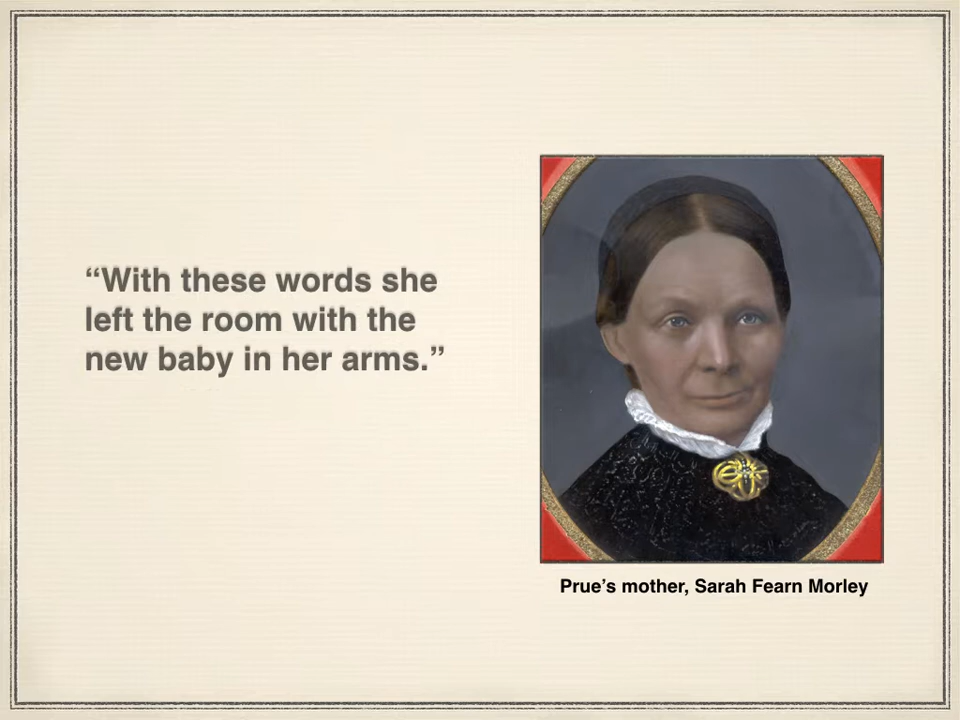 “With these words she
left the room with the
new baby in her arms.”
Prue’s mother, Sarah Fearn Morley